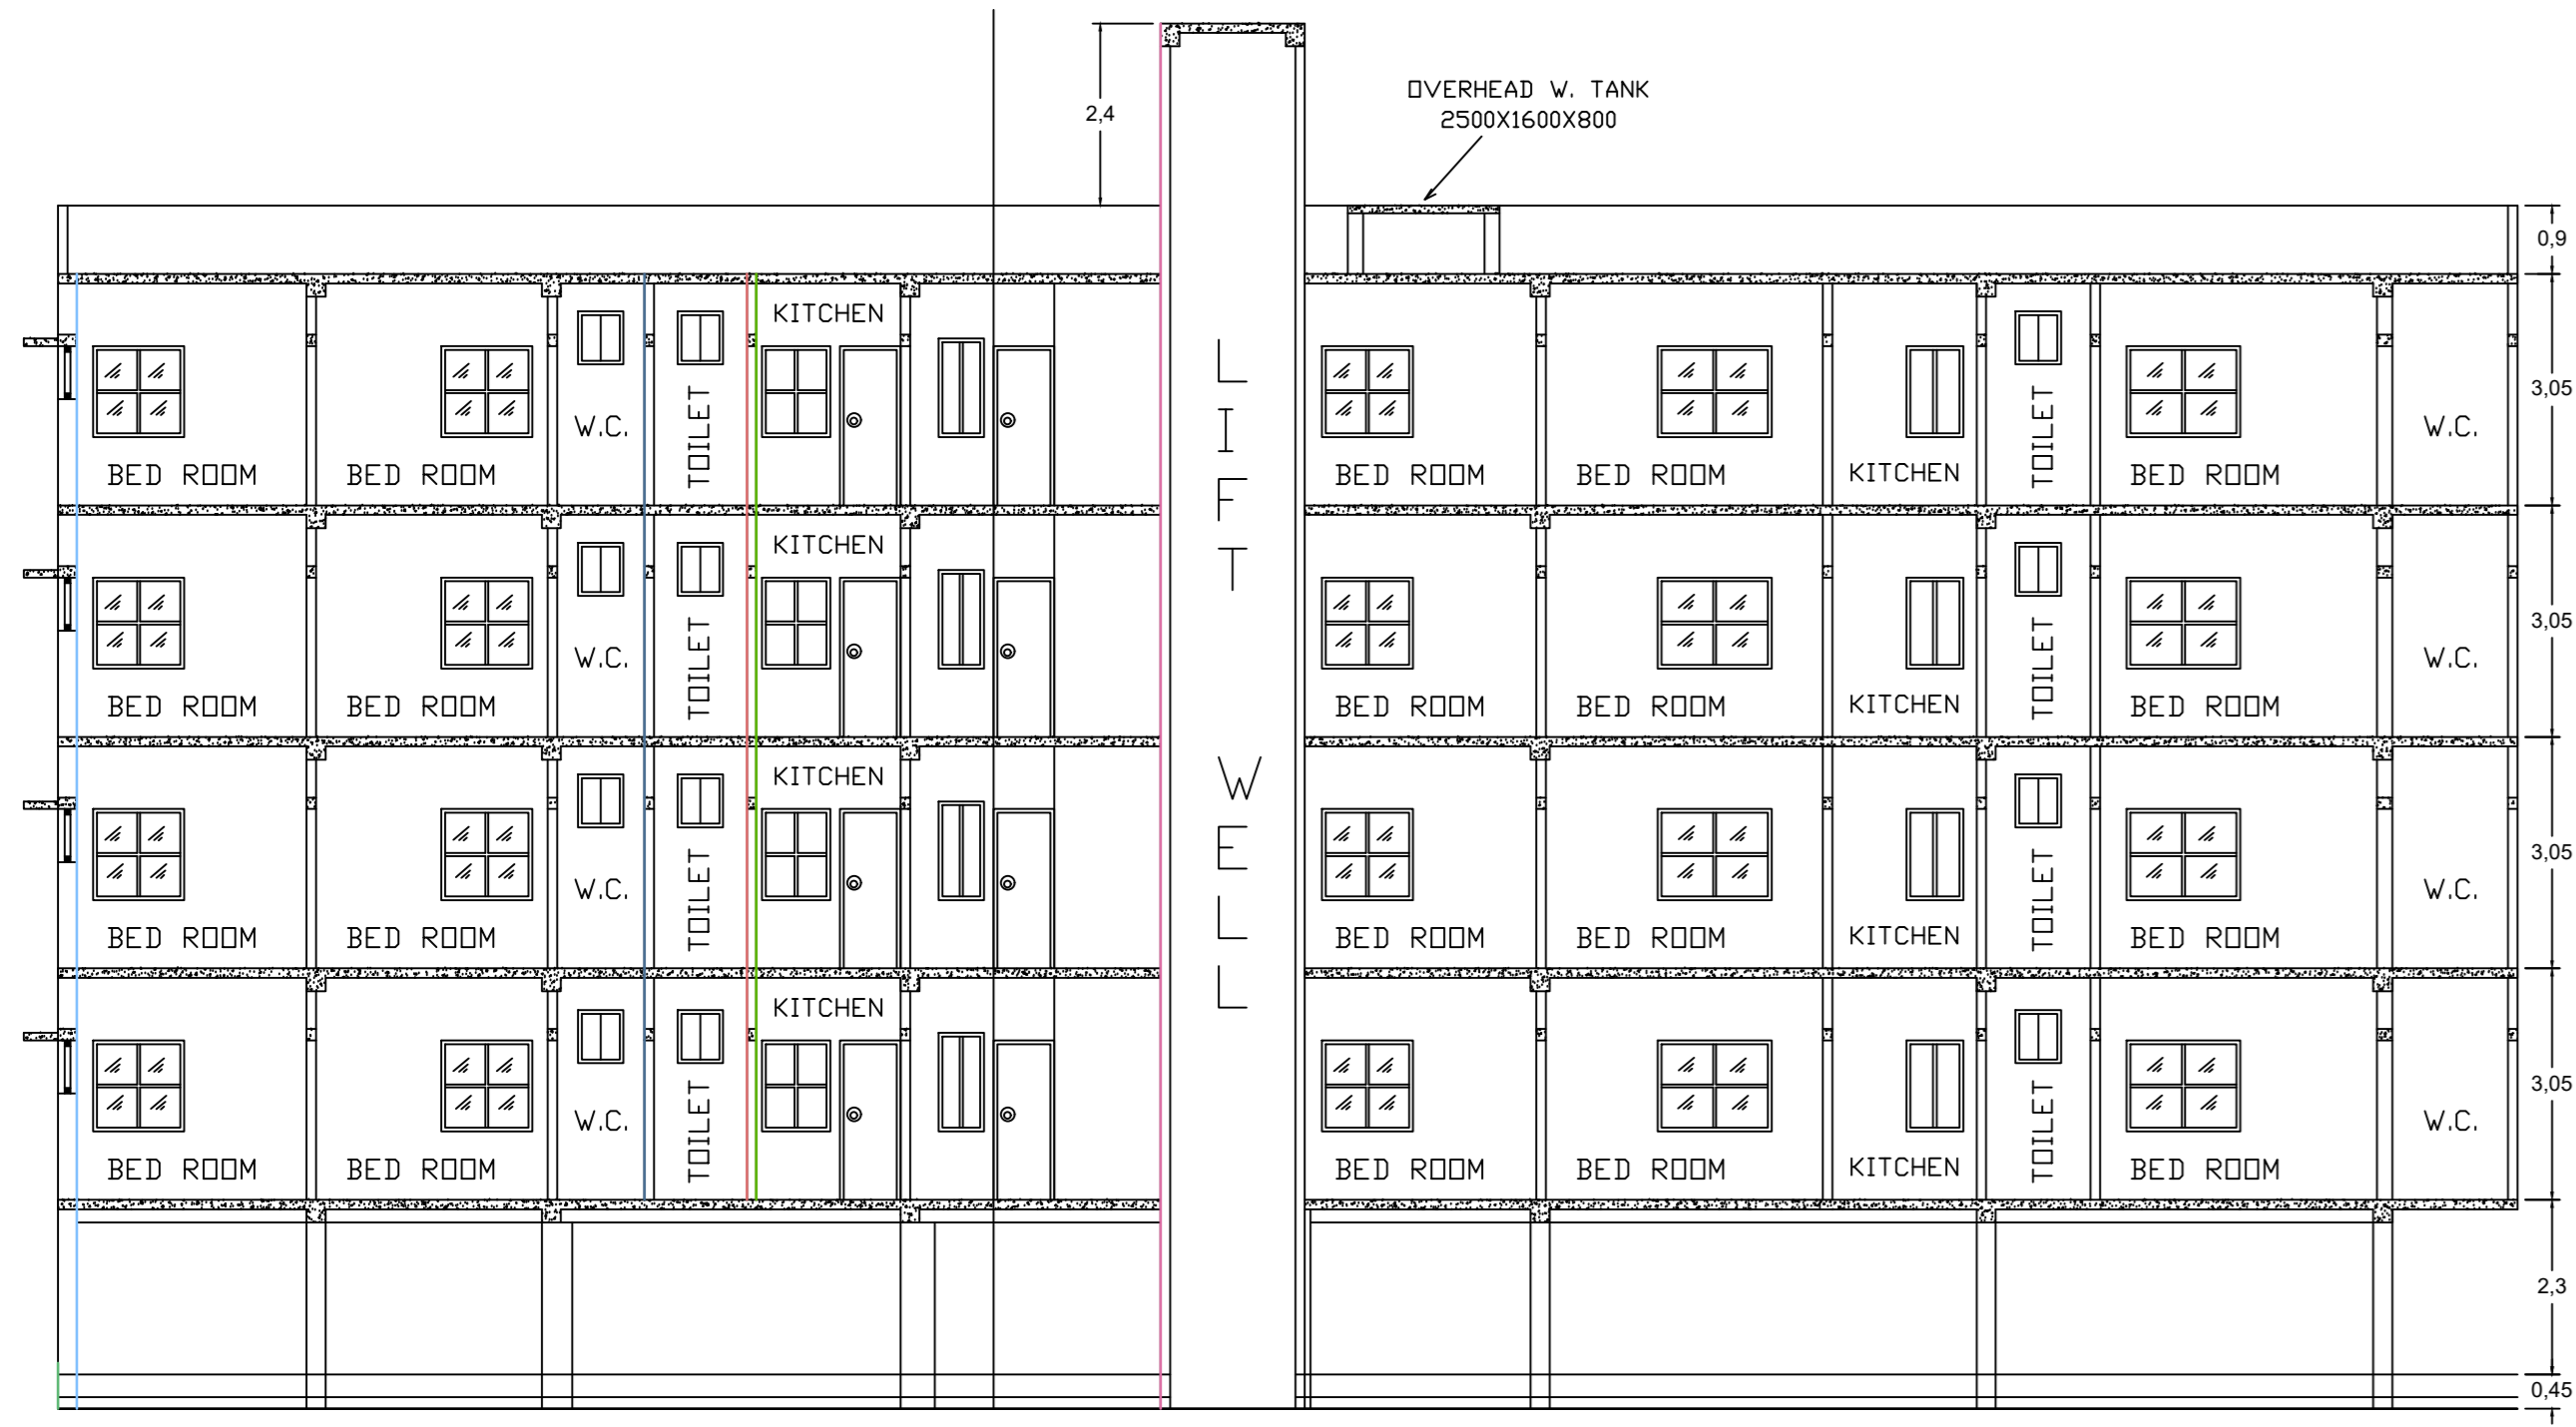 OVERHEAD W. TANK
2500X1600X800
2,4
0,9
KITCHEN
W.C.
TOILET
BED ROOM
BED ROOM
BED ROOM
BED ROOM
KITCHEN
TOILET
BED ROOM
W.C.
3,05
KITCHEN
W.C.
TOILET
BED ROOM
BED ROOM
BED ROOM
BED ROOM
KITCHEN
TOILET
BED ROOM
W.C.
3,05
LIFT WELL
KITCHEN
W.C.
TOILET
BED ROOM
BED ROOM
BED ROOM
BED ROOM
KITCHEN
TOILET
BED ROOM
W.C.
3,05
KITCHEN
W.C.
TOILET
BED ROOM
BED ROOM
BED ROOM
BED ROOM
KITCHEN
TOILET
BED ROOM
W.C.
3,05
2,3
0,45